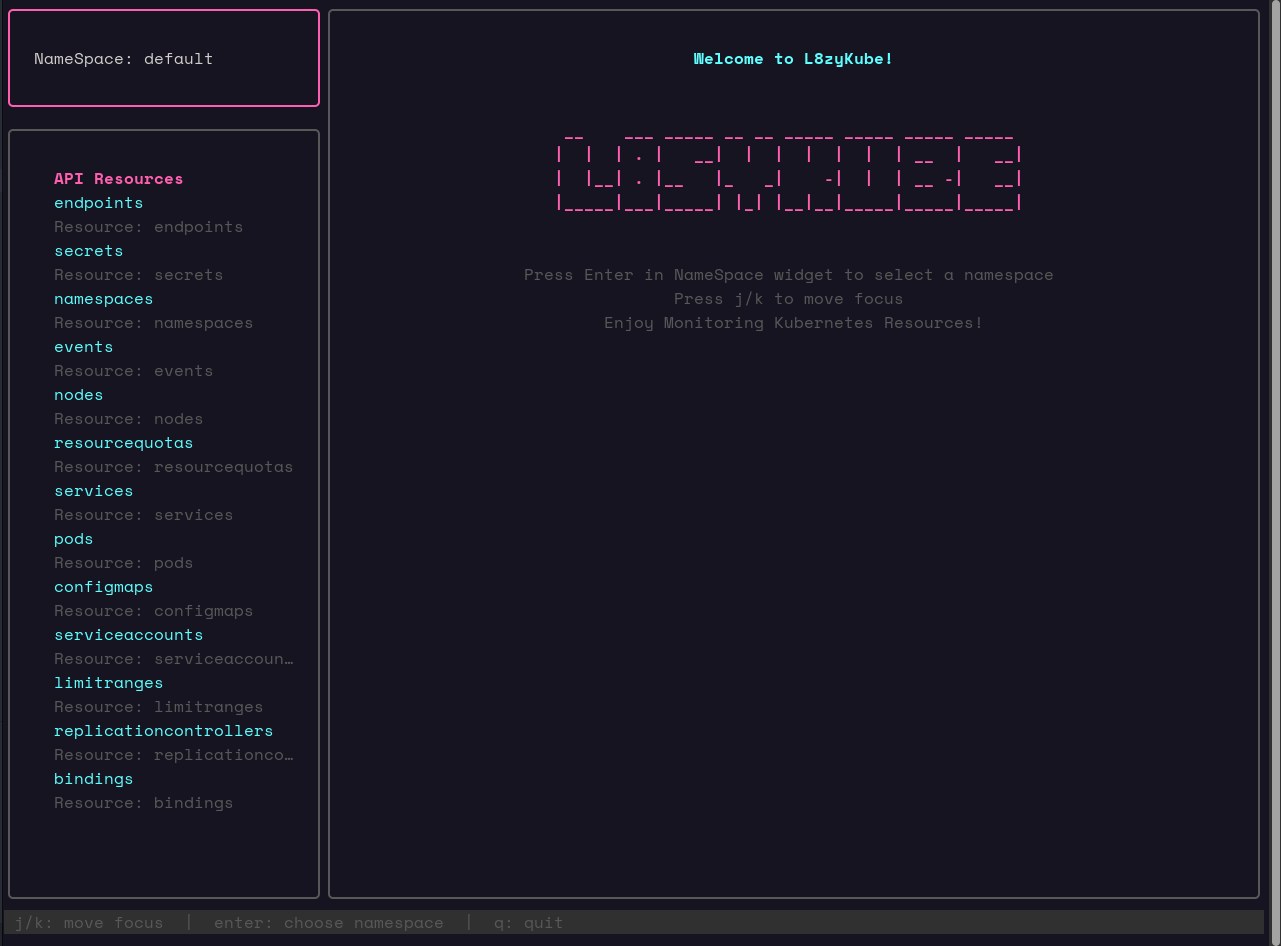 NameSpace: default
API Resources
endpoints
Resource: endpoints
secrets
Resource: secrets
namespaces
Resource: namespaces
events
Resource: events
nodes
Resource: nodes
resourcequotas
Resource: resourcequotas
services
Resource: services
pods
Resource: pods
configmaps
Resource: configmaps
serviceaccounts
Resource: serviceaccoun…
limitranges
Resource: limitranges
replicationcontrollers
Resource: replicationco…
bindings
Resource: bindings
Welcome to L8zyKube!
L8ZYKUBE
Press Enter in NameSpace widget to select a namespace
Press j/k to move focus
Enjoy Monitoring Kubernetes Resources!
j/k: move focus │ enter: choose namespace │ q: quit